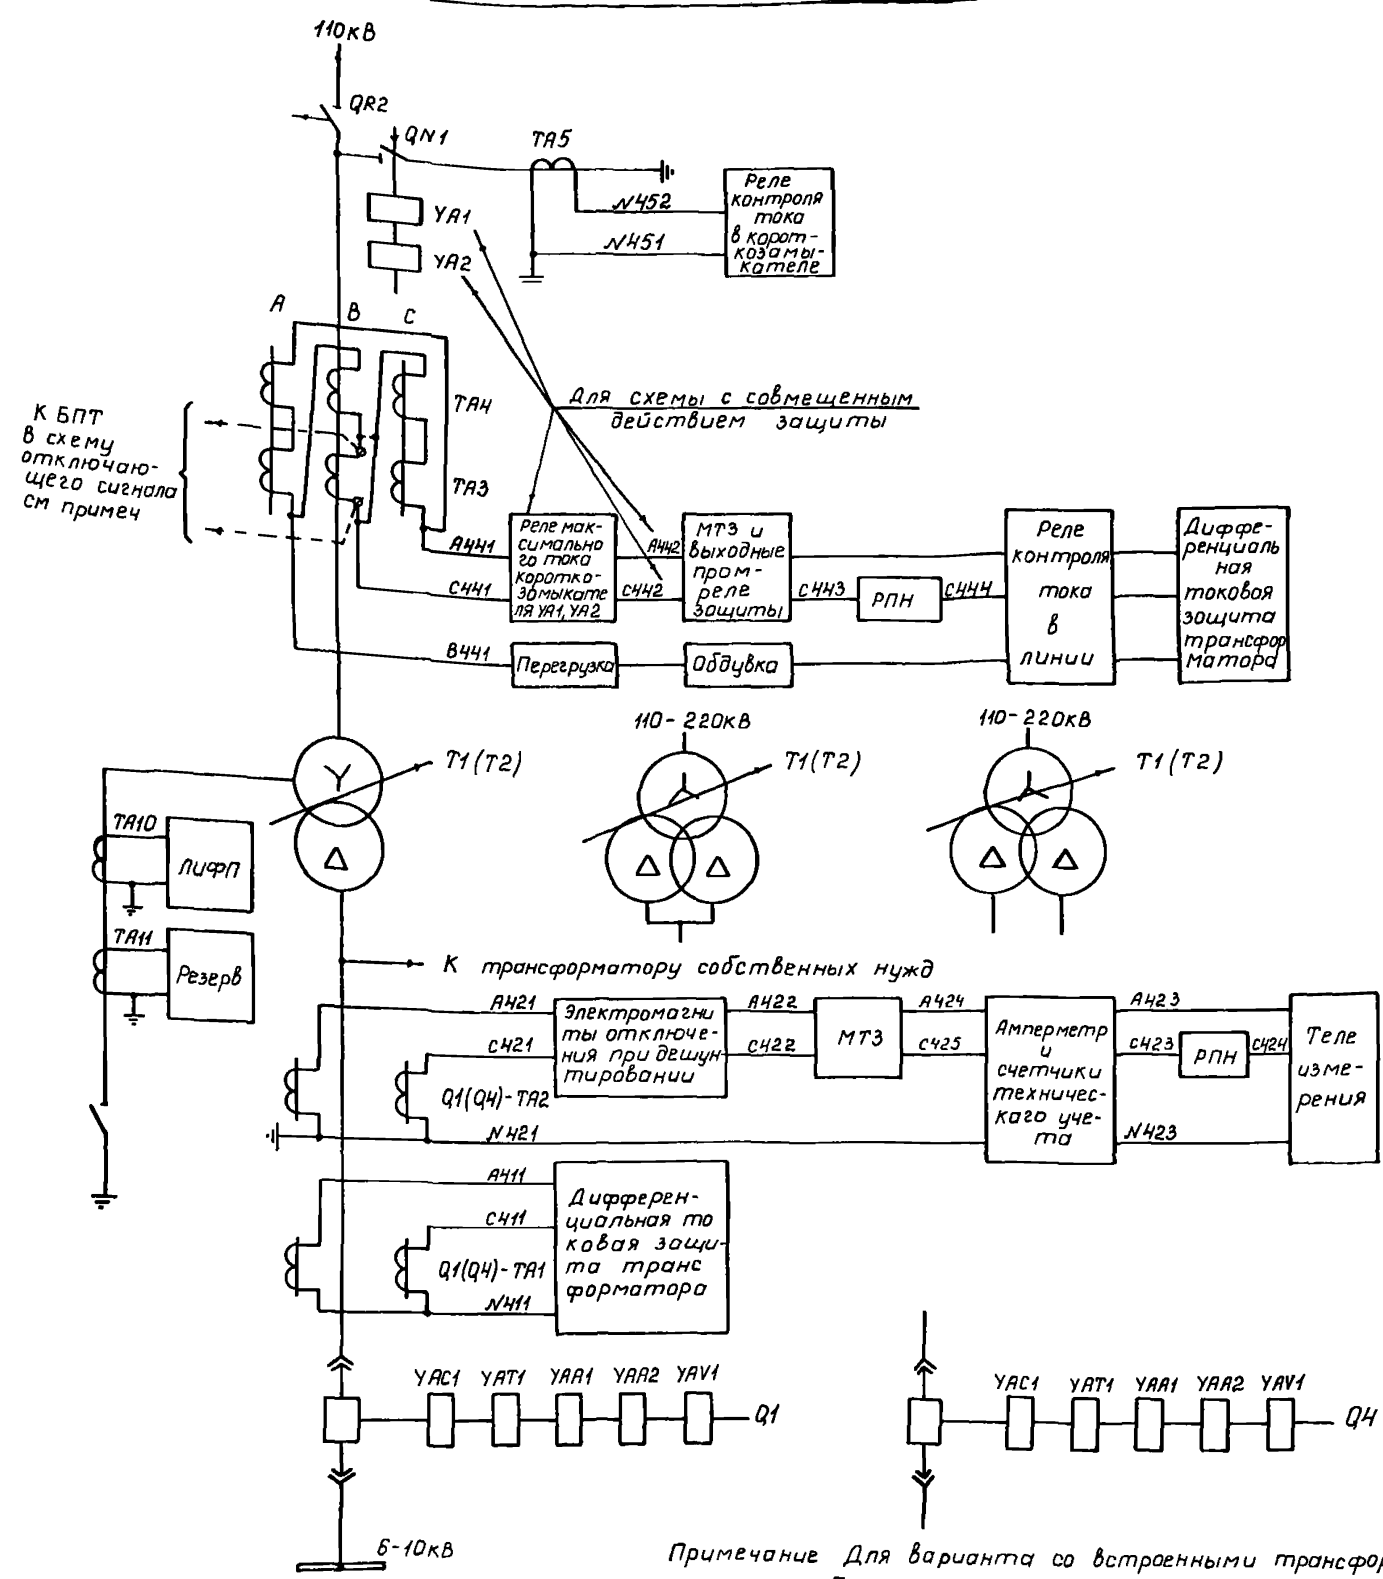 110кВ
QR2
QN1
TA5
Реле
контроля
тока
в корот-
козамы-
кателе
N452
N451
YA1
YA2
A
B
C
TA4
TA3
К БПТ
в схему
отключаю-
щего сигнала
см примеч
Для схемы с совмещенным
действием защиты
A441
C441
B441
Реле мак-
симально
го тока
коротко-
замыкате
ля YA1, YA2
A442
C442
МТЗ и
выходные
пром-
реле
защиты
C443
РПН
C444
Реле
контроля
тока
в
линии
Диффе-
ренциаль
ная
токовая
защита
трансфор
матора
Перегрузка
Обдувка
110-220кВ
110-220кВ
T1(T2)
T1(T2)
T1(T2)
TA10
ЛИФП
TA11
Резерв
К трансформатору собственных нужд
A421
C421
Q1(Q4)-TA2
N421
Электромагни
ты отключе-
ния при дешун
тировании
A422
C422
МТЗ
A424
C425
Амперметр
и
счетчики
техничес-
каго уче-
та
A423
C423
РПН
C424
N423
Теле
изме-
рения
A411
C411
Q1(Q4)-TA1
N411
Дифферен-
циальная то
ковая защи-
та транс
форматора
YAC1 YAT1 YAA1 YAA2 YAV1
Q1
YAC1 YAT1 YAA1 YAA2 YAV1
Q4
6-10кВ
Примечание Для варианта со встроенными трансфор